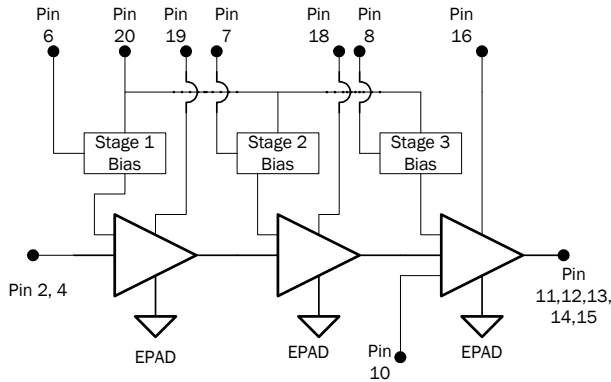 Pin
6
Pin
20
Pin
19
Pin
7
Pin
18
Pin
8
Pin
16
Stage 1
Bias
Stage 2
Bias
Stage 3
Bias
Pin 2, 4
Pin
11,12,13,
14,15
EPAD
EPAD
Pin
10
EPAD